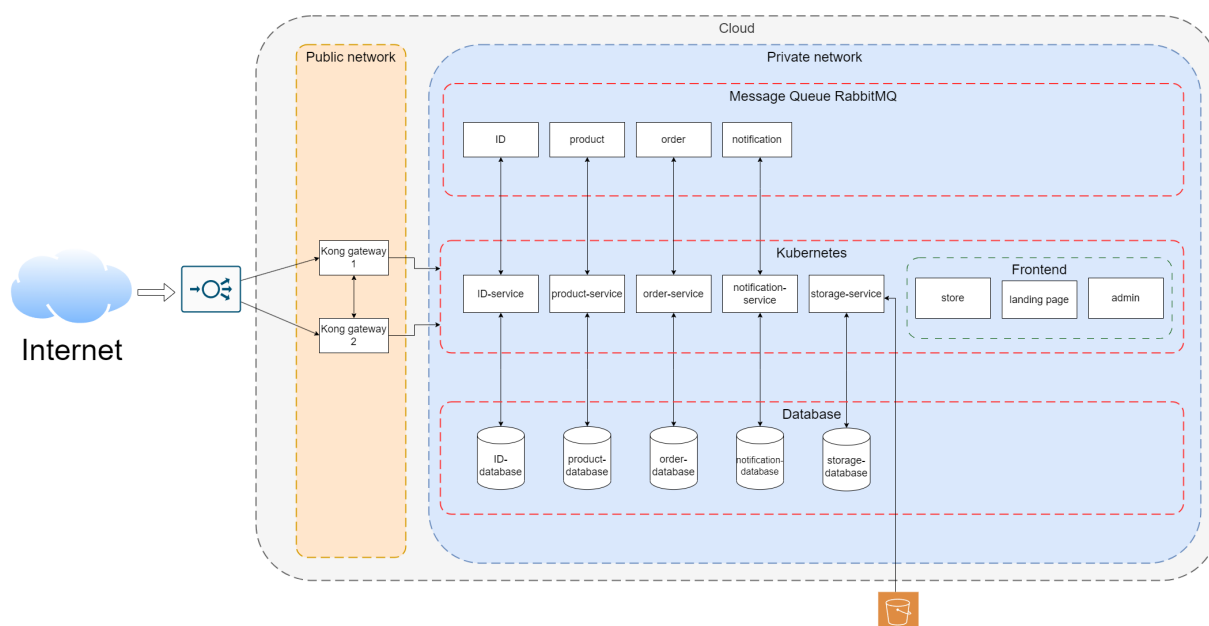 Cloud
Public network
Private network
Message Queue RabbitMQ
ID
product
order
notification
Kong gateway
1
Kong gateway
2
Kubernetes
ID-service
product-service
order-service
notification-
service
storage-service
Frontend
store
landing page
admin
Internet
Database
ID-
database
product-
database
order-
database
notification-
database
storage-
database